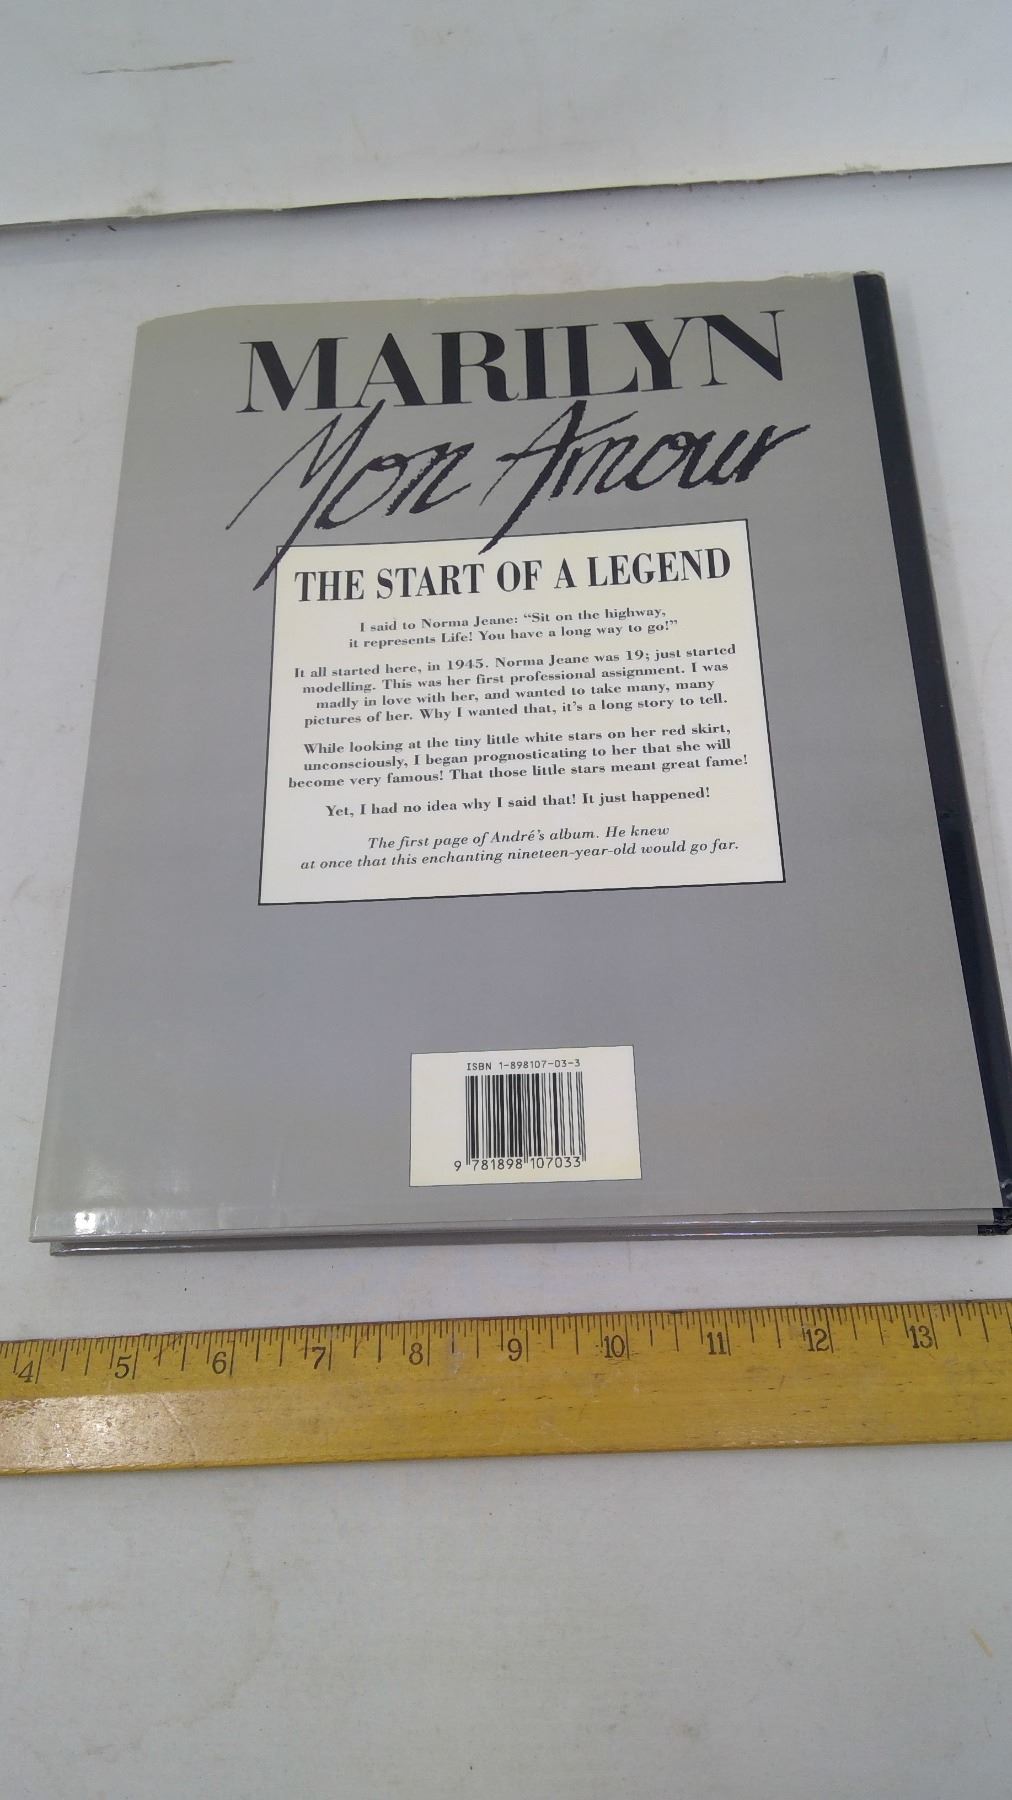 MARILYN
Mon Amour
THE START OF A LEGEND
I said to Norma Jeane: “Sit on the highway,
it represents Life! You have a long way to go!”
It all started here, in 1945. Norma Jeane was 19; just started
modelling. This was her first professional assignment. I was
madly in love with her, and wanted to take many, many
pictures of her. Why I wanted that, it’s a long story to tell.
While looking at the tiny little white stars on her red skirt,
unconsciously, I began prognosticating to her that she will
become very famous! That those little stars meant great fame!
Yet, I had no idea why I said that! It just happened!
The first page of André’s album. He knew
at once that this enchanting nineteen-year-old would go far.
ISBN 1-898107-03-3
9 781898 107033
4 5 6 7 8 9 10 11 12 13